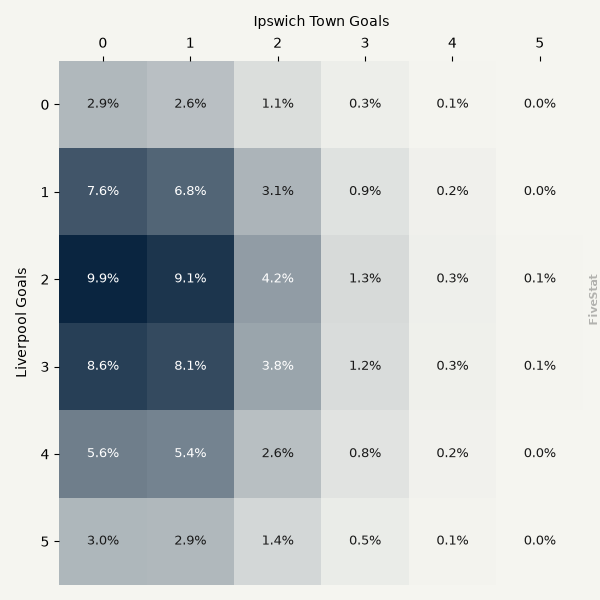 Ipswich Town Goals
0 1 2 3 4 5
Liverpool Goals
0 2.9% 2.6% 1.1% 0.3% 0.1% 0.0%
1 7.6% 6.8% 3.1% 0.9% 0.2% 0.0%
2 9.9% 9.1% 4.2% 1.3% 0.3% 0.1%
3 8.6% 8.1% 3.8% 1.2% 0.3% 0.1%
4 5.6% 5.4% 2.6% 0.8% 0.2% 0.0%
5 3.0% 2.9% 1.4% 0.5% 0.1% 0.0%
FiveStat